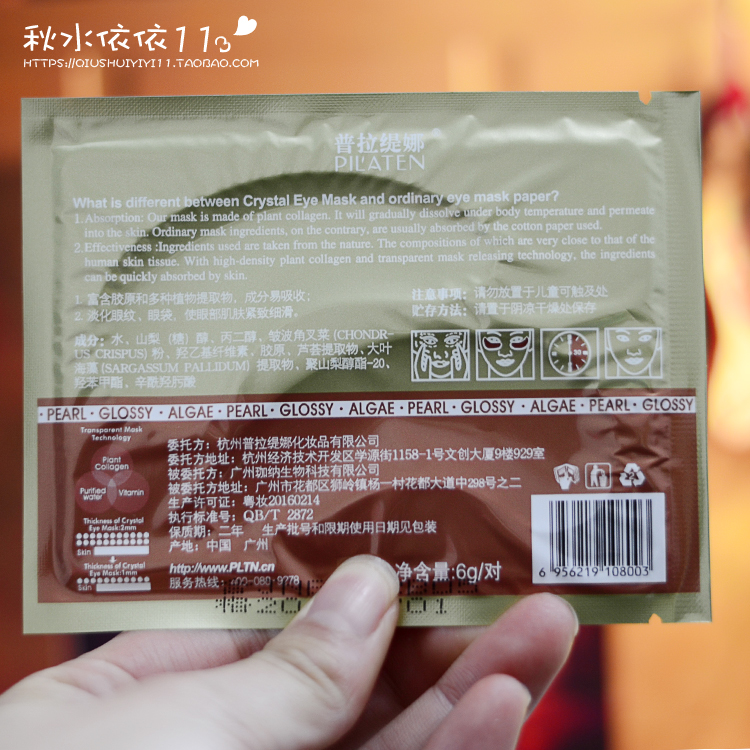 秋水依依11
HTTPS://QIUSHUIYIYI11.TAOBAO.COM
普拉缇娜
PIL'ATEN
What is different between Crystal Eye Mask and ordinary eye mask paper?
1.Absorption: Our mask is made of plant collagen. It will gradually dissolve under body temperature and permeate
into the skin. Ordinary mask ingredients, on the contrary, are usually absorbed by the cotton paper used.
2.Effectiveness :Ingredients used are taken from the nature. The compositions of which are very close to that of the
human skin tissue. With high-density plant collagen and transparent mask releasing technology, the ingredients
can be quickly absorbed by skin.
1. 富含胶原和多种植物提取物，成分易吸收；
2. 淡化眼纹、眼袋，使眼部肌肤紧致细滑。
注意事项：请勿放置于儿童可触及处
贮存方法：请置于阴凉干燥处保存
成分：水、山梨（糖）醇、丙二醇、皱波角叉菜(CHONDR-
US CRISPUS) 粉、羟乙基纤维素、胶原、芦荟提取物、大叶
海藻(SARGASSUM PALLIDUM) 提取物、聚山梨醇酯-20、
羟苯甲酯、辛酰羟肟酸
30
· PEARL · GLOSSY · ALGAE · PEARL · GLOSSY · ALGAE · PEARL · GLOSSY · ALGAE · PEARL · GLOSSY ·
Transparent Mask
Technology
Plant
Collagen
Purified
water
Vitamin
Thickness of Crystal
Eye Mask:2mm
Skin
Thickness of Crystal
Eye Mask:1mm
Skin
委托方：杭州普拉缇娜化妆品有限公司
委托方地址：杭州经济技术开发区学源街1158-1号文创大厦9楼929室
被委托方：广州珈纳生物科技有限公司
被委托方地址：广州市花都区狮岭镇杨一村花都大道中298号之二
生产许可证：粤妆20160214
执行标准号：QB/T 2872
保质期：二年 生产批号和限期使用日期见包装
产地：中国 广州
http://www.PLTN.cn
服务热线：400-080-9278
净含量:6g/对
6 956219 108003